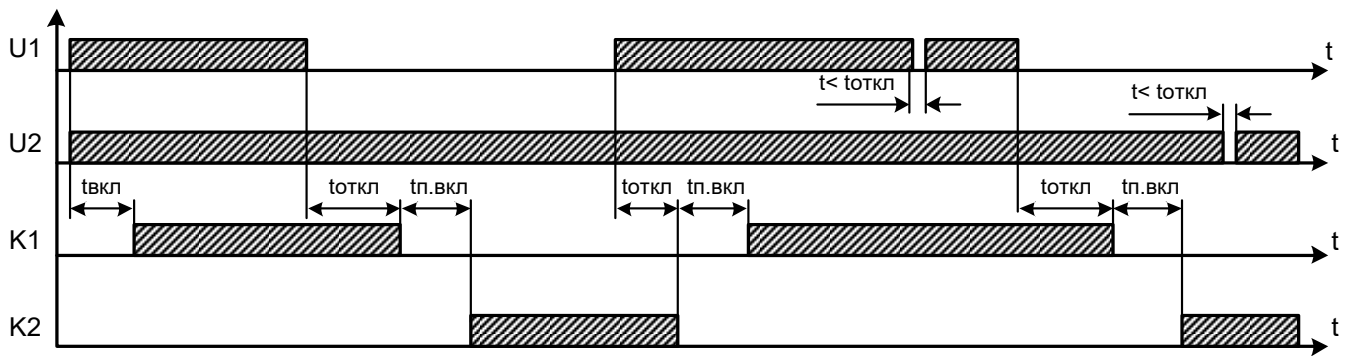 U1 t
t< tоткл
t< tоткл
U2 t
tвкл tоткл tп.вкл tоткл tп.вкл tоткл tп.вкл
K1 t
K2 t